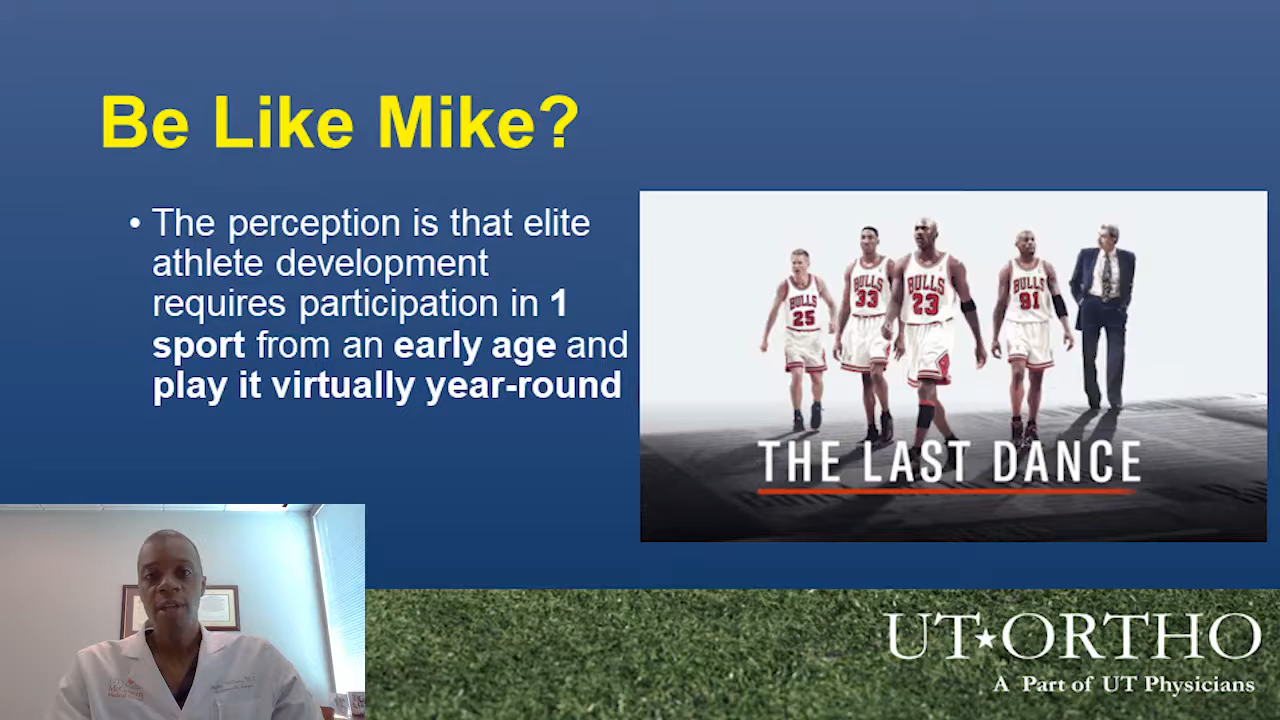 Be Like Mike?
• The perception is that elite
athlete development
requires participation in 1
sport from an early age and
play it virtually year-round
BULLS
25
BULLS
33
BULLS
23
BULLS
91
THE LAST DANCE
UT★ORTHO
A Part of UT Physicians